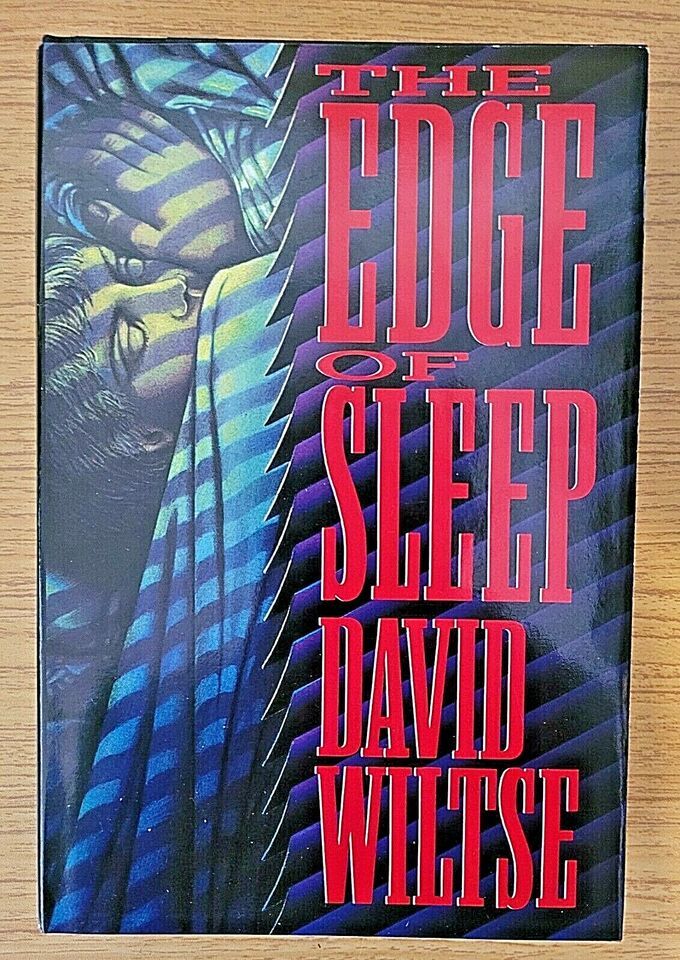 THE
EDGE
OF
SLEEP
DAVID
WILTSE